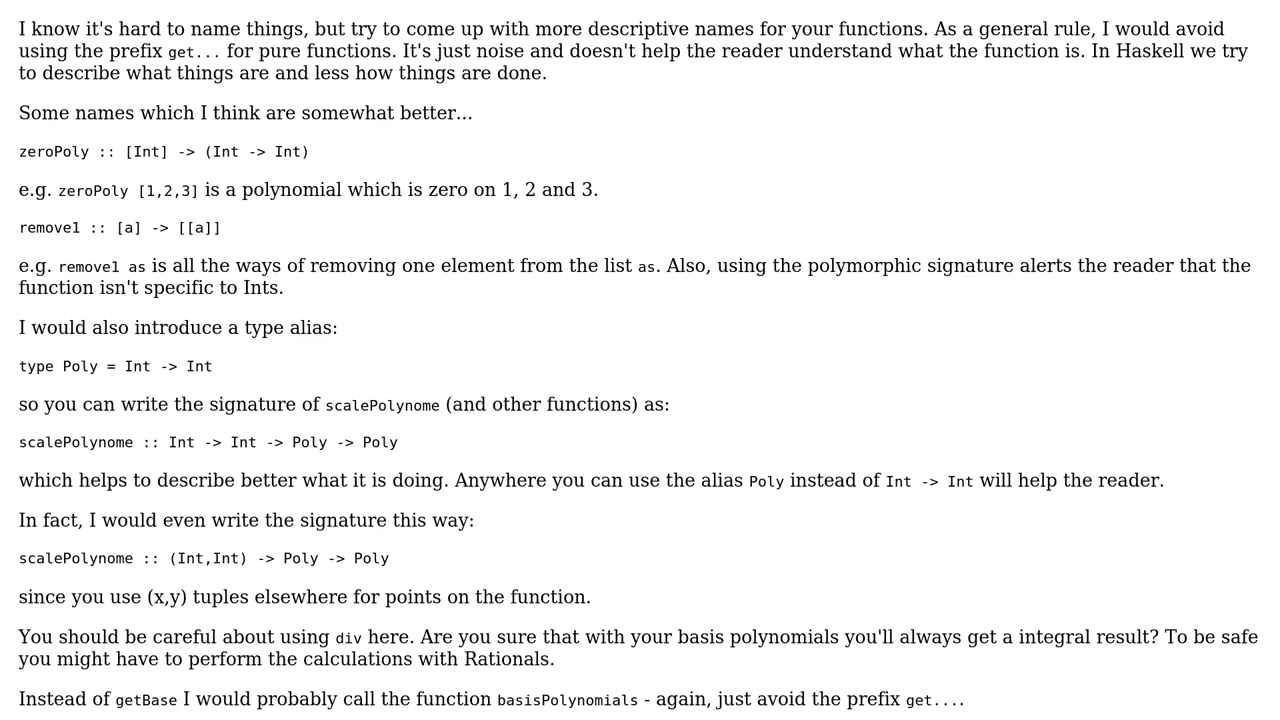 I know it's hard to name things, but try to come up with more descriptive names for your functions. As a general rule, I would avoid
using the prefix get... for pure functions. It's just noise and doesn't help the reader understand what the function is. In Haskell we try
to describe what things are and less how things are done.
Some names which I think are somewhat better...
zeroPoly :: [Int] -> (Int -> Int)
e.g. zeroPoly [1,2,3] is a polynomial which is zero on 1, 2 and 3.
remove1 :: [a] -> [[a]]
e.g. remove1 as is all the ways of removing one element from the list as. Also, using the polymorphic signature alerts the reader that the
function isn't specific to Ints.
I would also introduce a type alias:
type Poly = Int -> Int
so you can write the signature of scalePolynome (and other functions) as:
scalePolynome :: Int -> Int -> Poly -> Poly
which helps to describe better what it is doing. Anywhere you can use the alias Poly instead of Int -> Int will help the reader.
In fact, I would even write the signature this way:
scalePolynome :: (Int,Int) -> Poly -> Poly
since you use (x,y) tuples elsewhere for points on the function.
You should be careful about using div here. Are you sure that with your basis polynomials you'll always get a integral result? To be safe
you might have to perform the calculations with Rationals.
Instead of getBase I would probably call the function basisPolynomials - again, just avoid the prefix get....